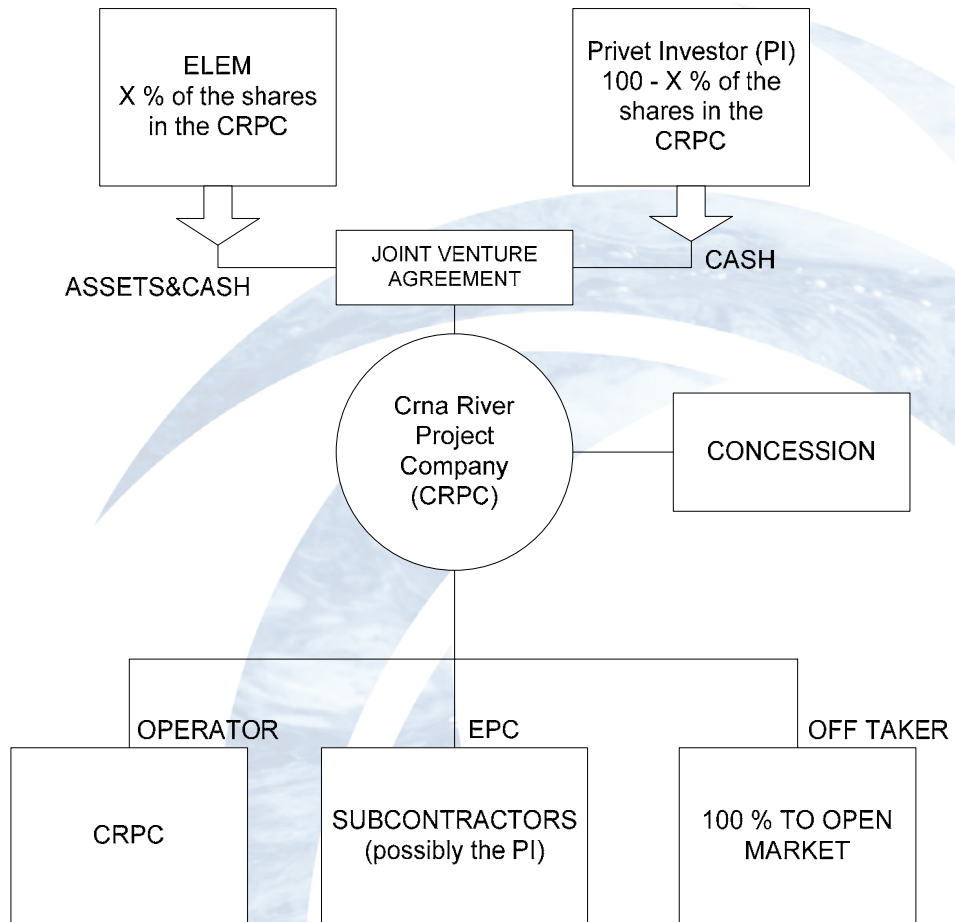 ELEM
X % of the shares
in the CRPC
Privet Investor (PI)
100 - X % of the
shares in the
CRPC
ASSETS&CASH
JOINT VENTURE
AGREEMENT
CASH
Crna River
Project
Company
(CRPC)
CONCESSION
OPERATOR
EPC
OFF TAKER
CRPC
SUBCONTRACTORS
(possibly the PI)
100 % TO OPEN
MARKET